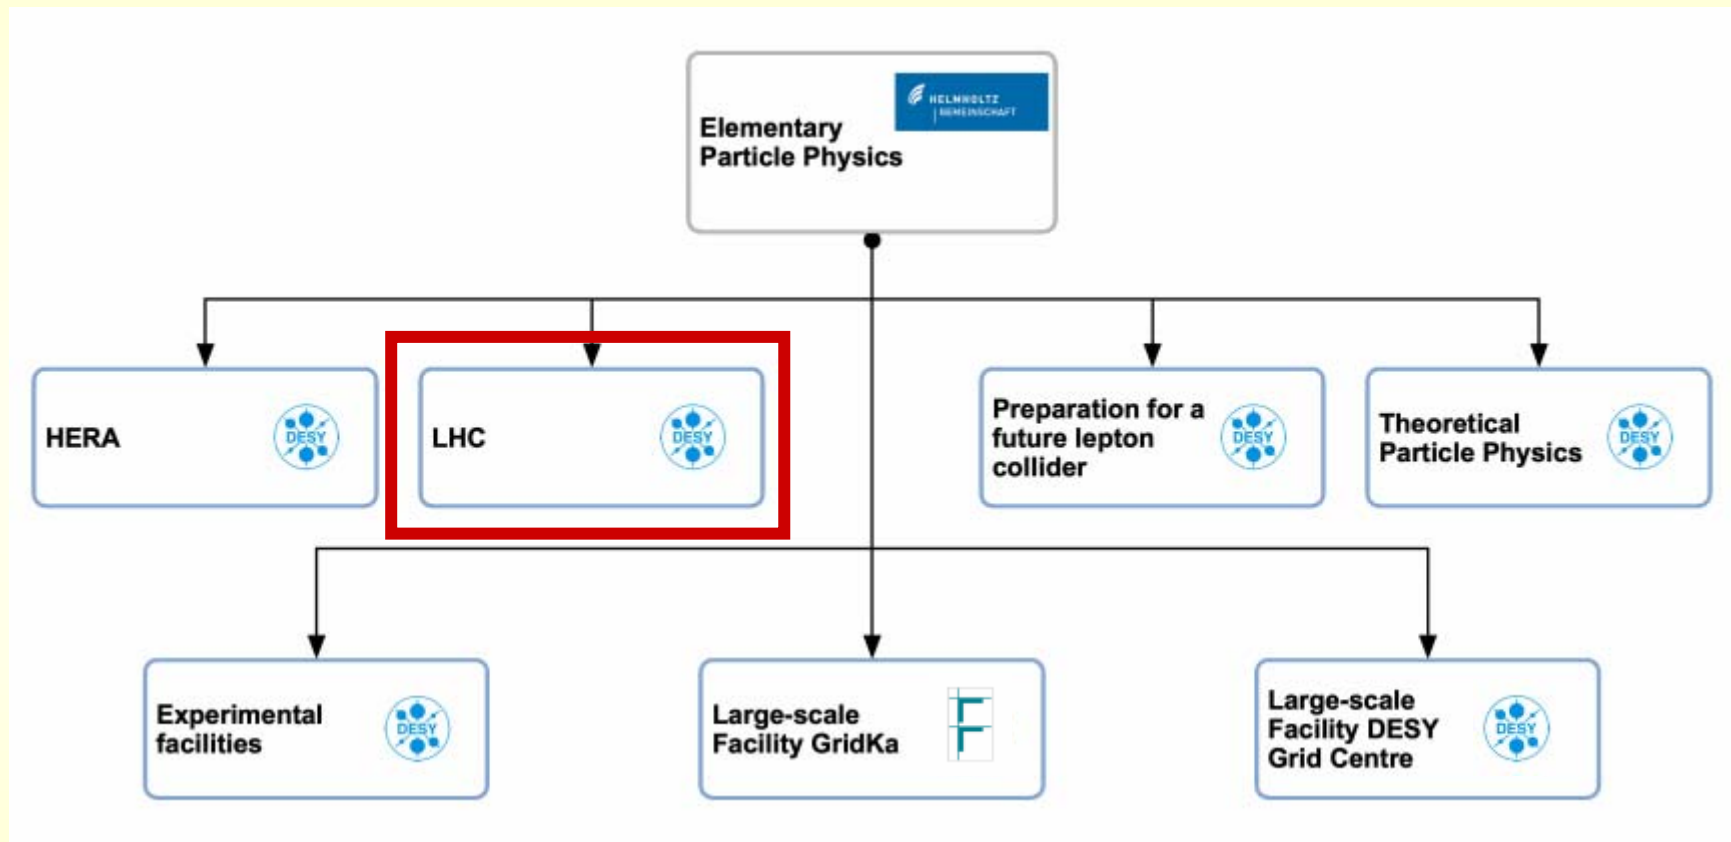 HELMHOLTZ
GEMEINSCHAFT
Elementary
Particle Physics
HERA
DESY
LHC
DESY
Preparation for a
future lepton
collider
DESY
Theoretical
Particle Physics
DESY
Experimental
facilities
DESY
Large-scale
Facility GridKa
Large-scale
Facility DESY
Grid Centre
DESY